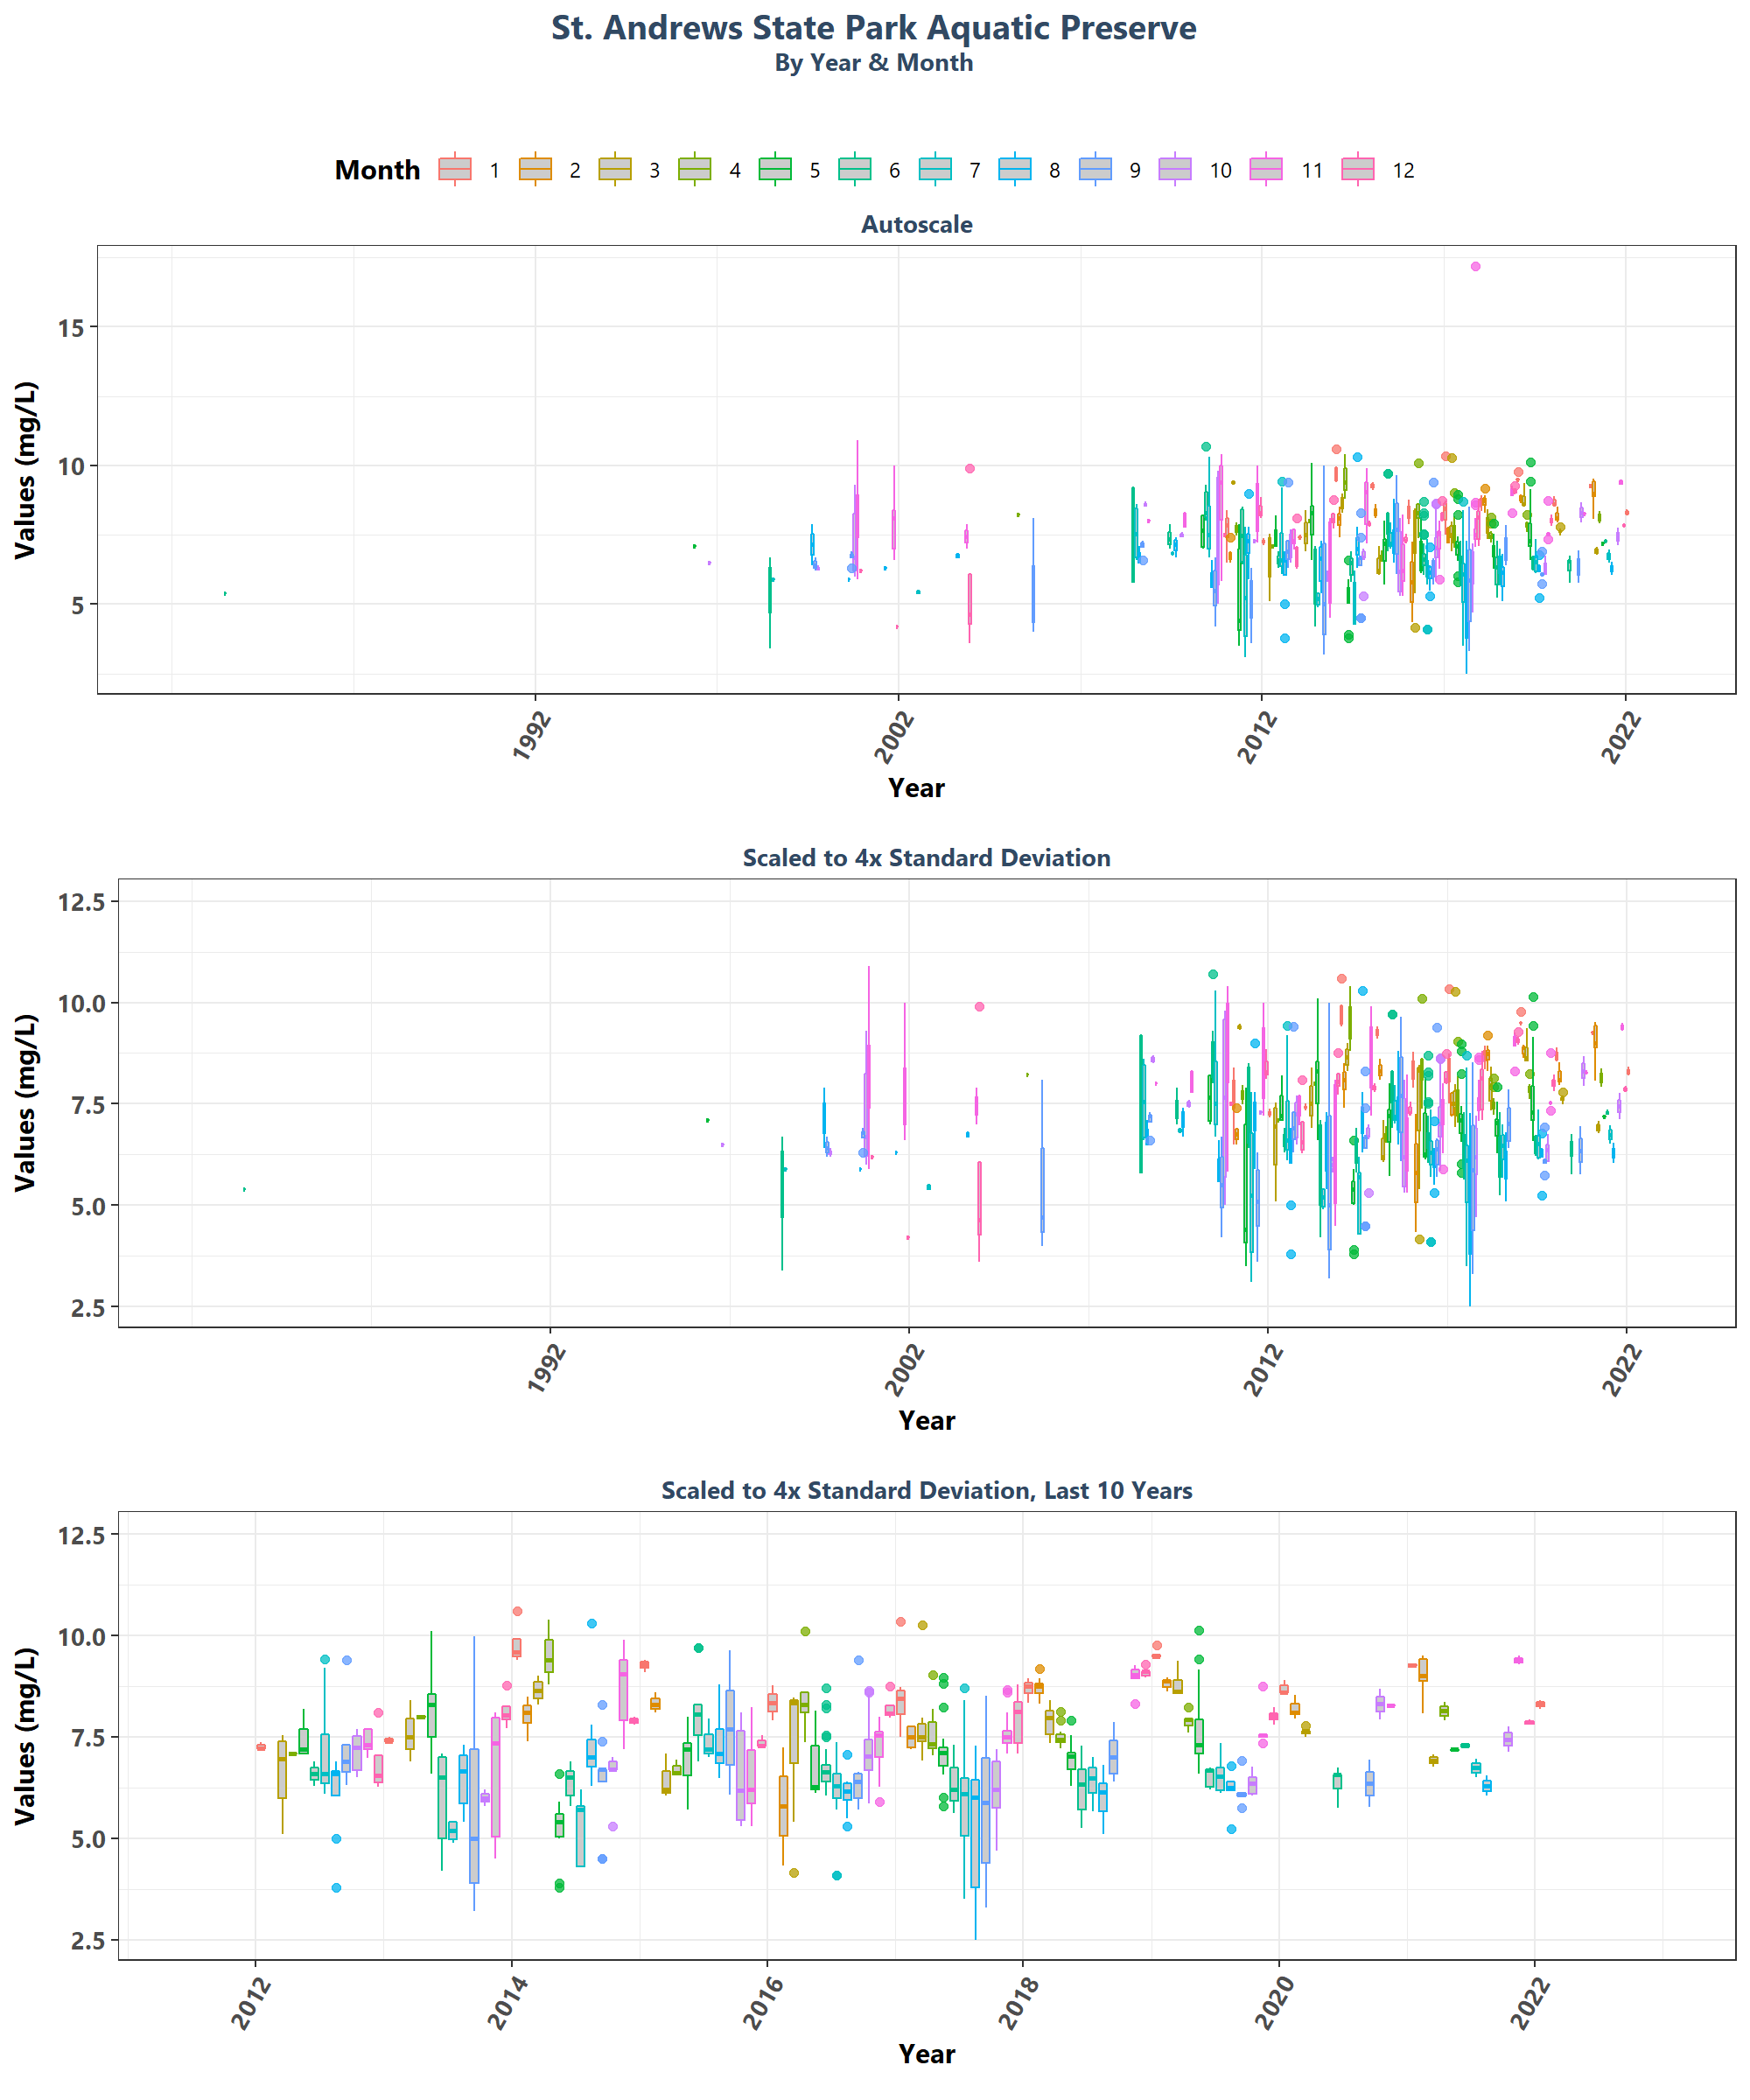 St. Andrews State Park Aquatic Preserve
By Year & Month
Month 1 2 3 4 5 6 7 8 9 10 11 12
Autoscale
Values (mg/L)
15
10
5
1992 2002 2012 2022
Year
Scaled to 4x Standard Deviation
Values (mg/L)
12.5
10.0
7.5
5.0
2.5
1992 2002 2012 2022
Year
Scaled to 4x Standard Deviation, Last 10 Years
Values (mg/L)
12.5
10.0
7.5
5.0
2.5
2012 2014 2016 2018 2020 2022
Year